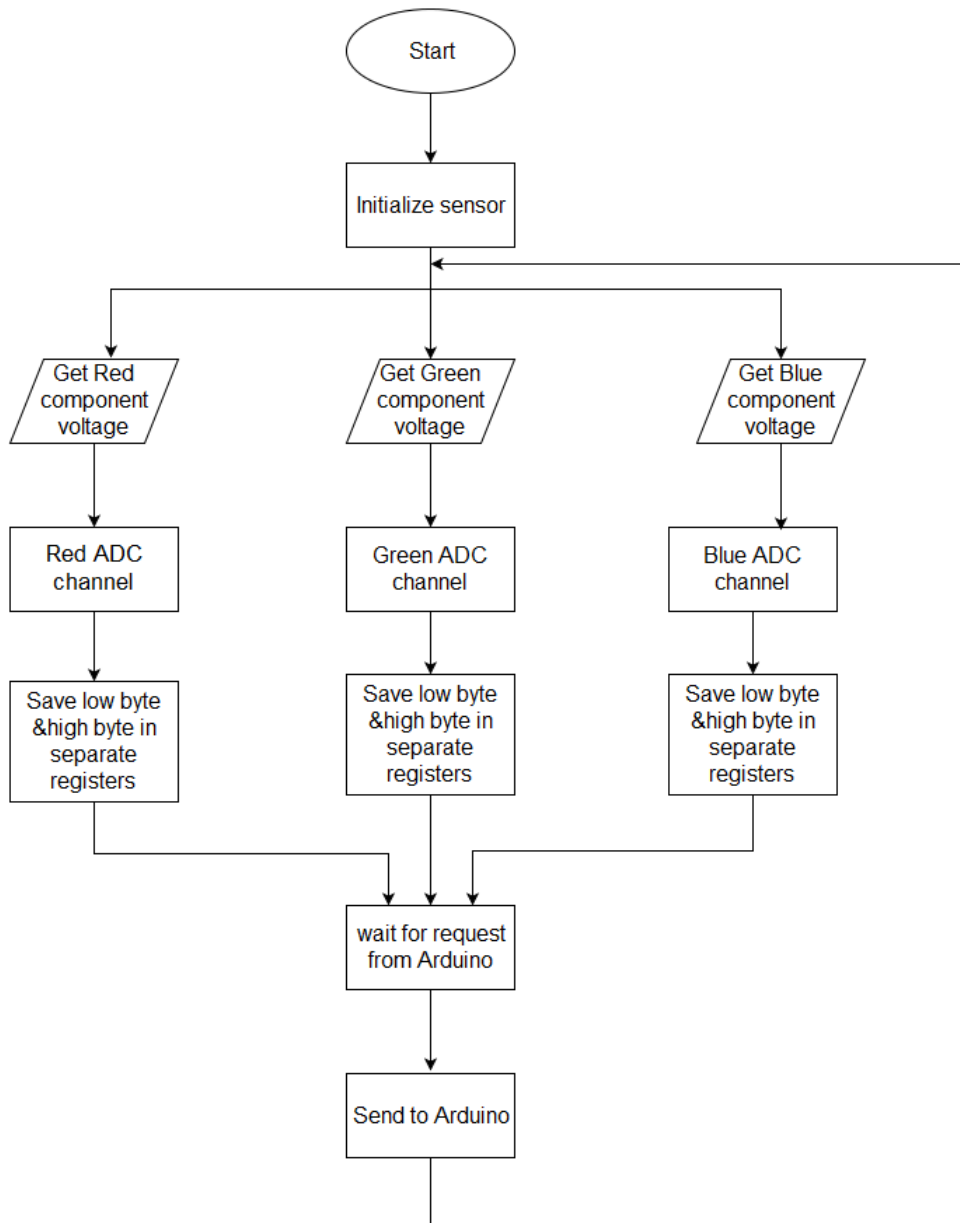 Start
Initialize sensor
Get Red
component
voltage
Get Green
component
voltage
Get Blue
component
voltage
Red ADC
channel
Green ADC
channel
Blue ADC
channel
Save low byte
&high byte in
separate
registers
Save low byte
&high byte in
separate
registers
Save low byte
&high byte in
separate
registers
wait for request
from Arduino
Send to Arduino